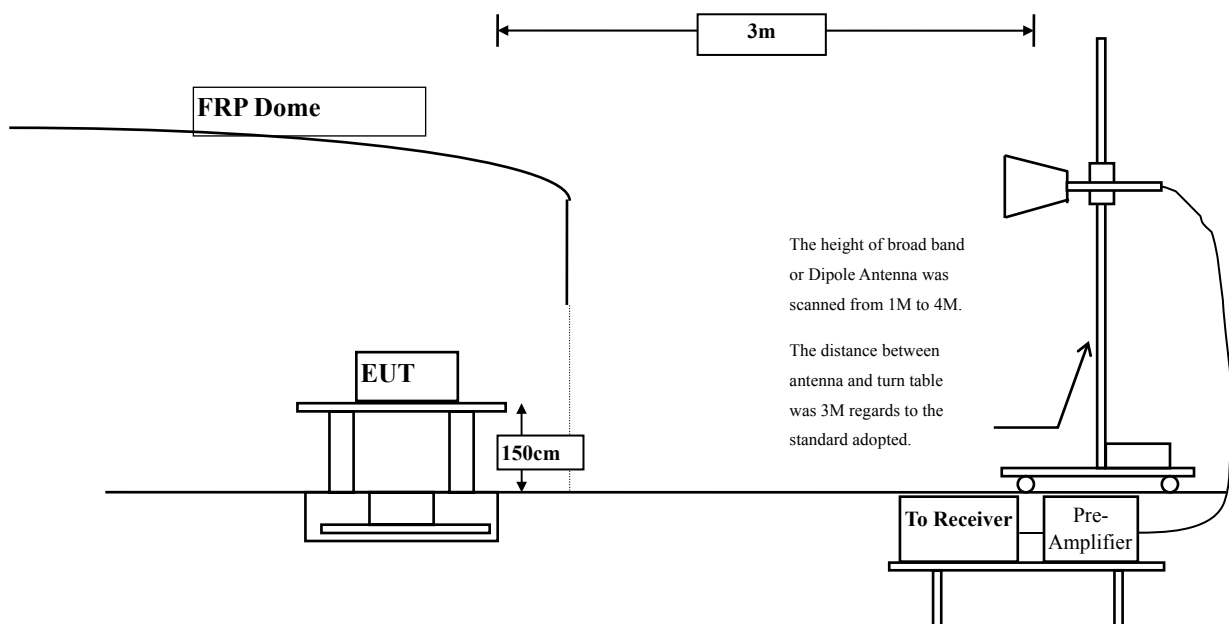 3m
FRP Dome
The height of broad band
or Dipole Antenna was
scanned from 1M to 4M.
The distance between
antenna and turn table
was 3M regards to the
standard adopted.
EUT
150cm
To Receiver
Pre-
Amplifier